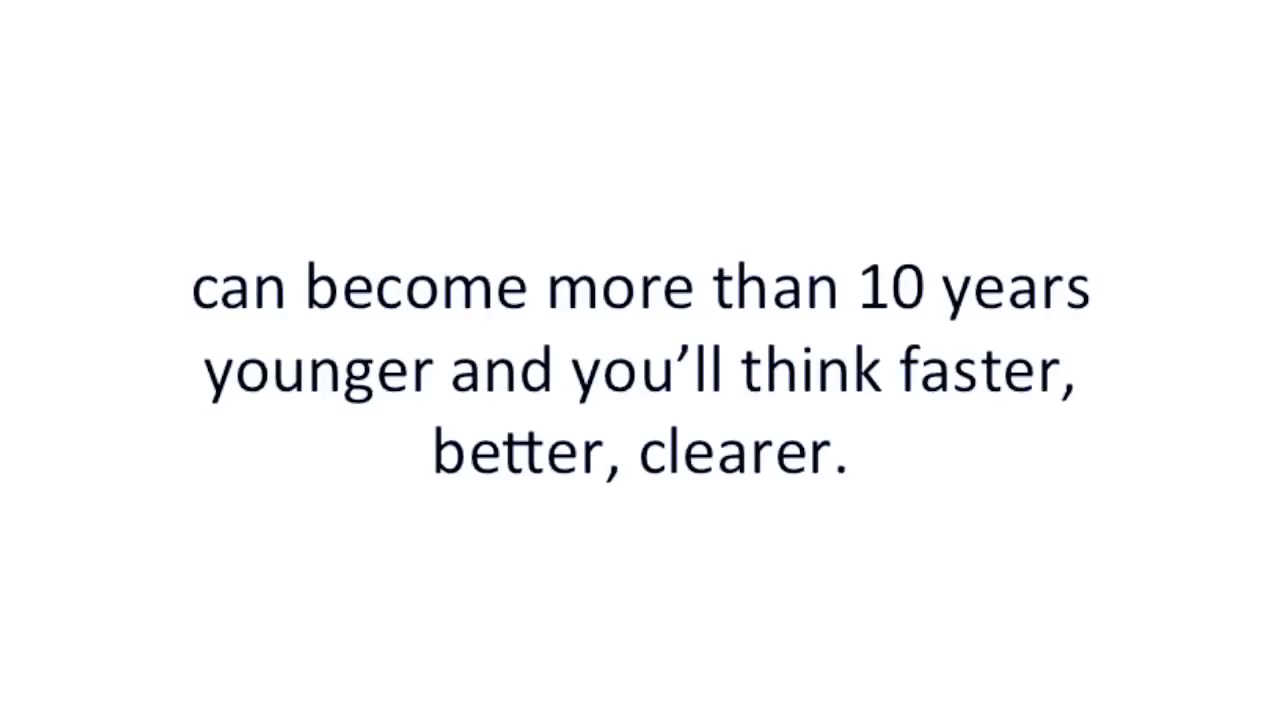 can become more than 10 years
younger and you’ll think faster,
better, clearer.